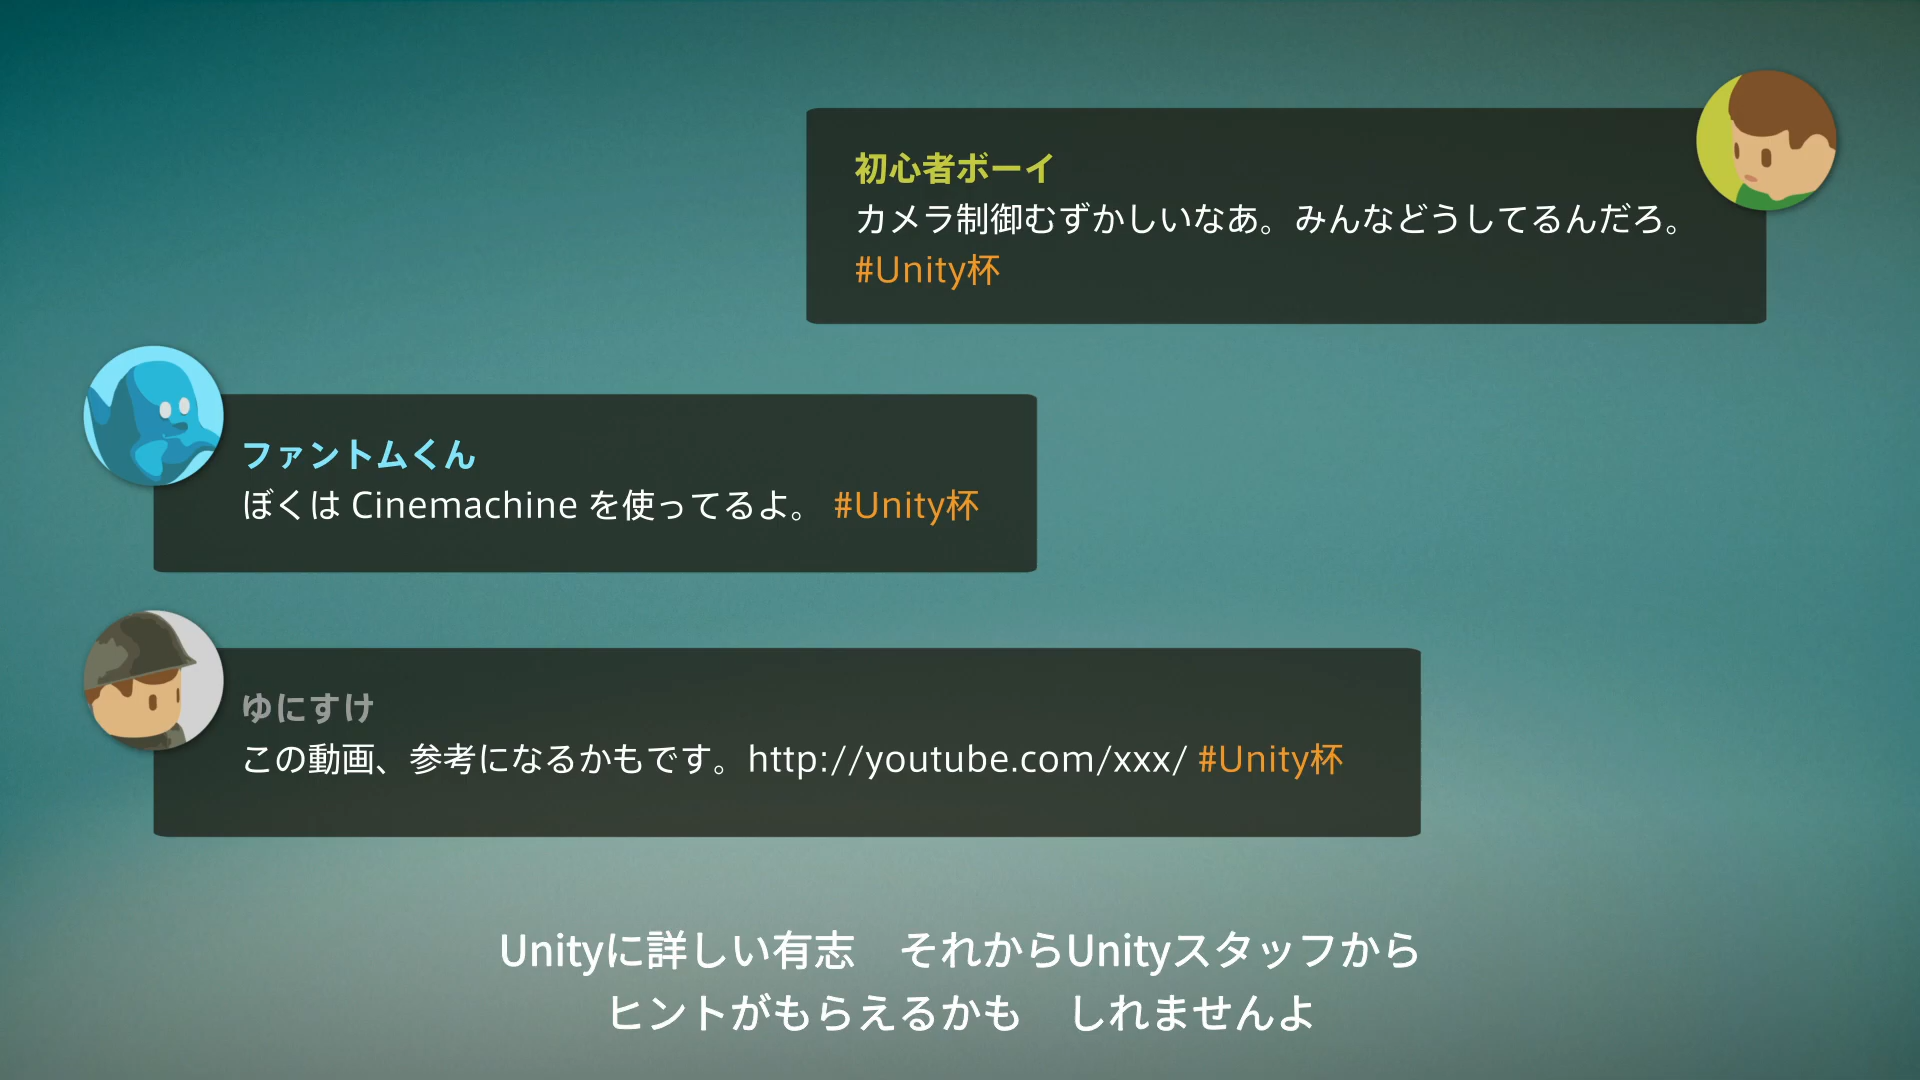 初心者ボーイ
カメラ制御むずかしいなあ。みんなどうしてるんだろ。
#Unity杯
ファントムくん
ぼくは Cinemachine を使ってるよ。 #Unity杯
ゆにすけ
この動画、参考になるかもです。http://youtube.com/xxx/ #Unity杯
Unityに詳しい有志　それからUnityスタッフから
ヒントがもらえるかも　しれませんよ